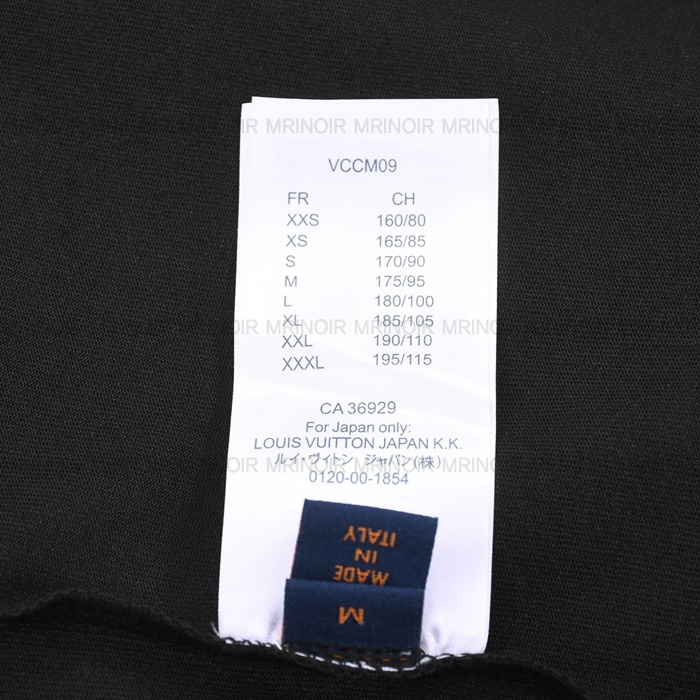 MRINOIR MRINOIR MRINOIR
VCCM09
FR CH
XXS 160/80
XS 165/85
S 170/90
M 175/95
L 180/100
XL 185/105
MRINOIR MRINOIR MRINOIR
XXL 190/110
XXXL 195/115
CA 36929
For Japan only:
LOUIS VUITTON JAPAN K.K.
ルイ・ヴィトン ジャパン(株)
MRINOIR MRINOIR MRINOIR
0120-00-1854
MADE
IN
ITALY
M